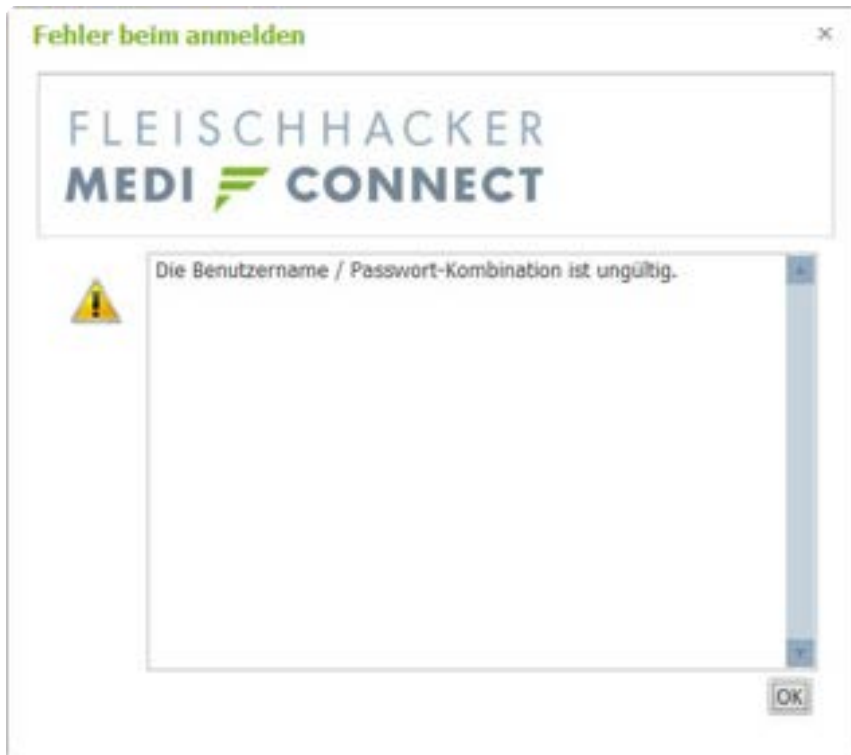 Fehler beim anmelden
FLEISCHHACKER
MEDI CONNECT
Die Benutzername / Passwort-Kombination ist ungültig.
OK